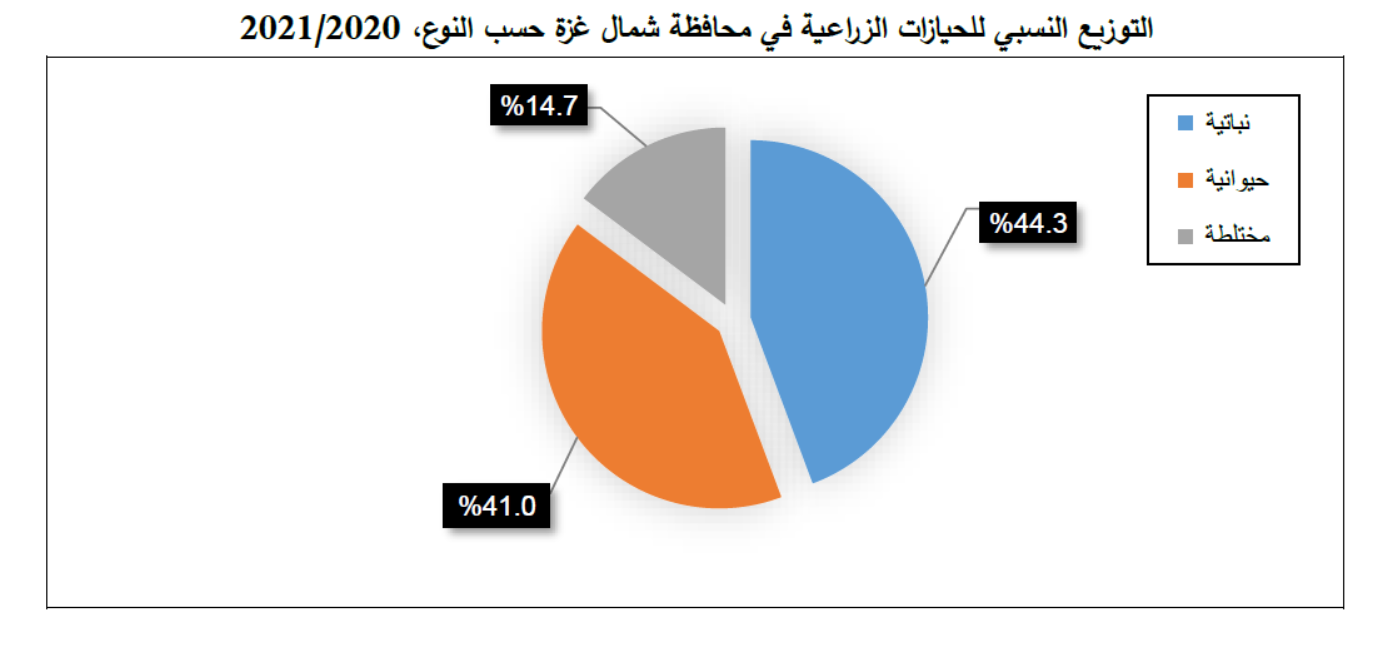 التوزيع النسبي للحيازات الزراعية في محافظة شمال غزة حسب النوع، 2021/2020
%14.7
نباتية
حيوانية
%44.3
مختلطة
%41.0